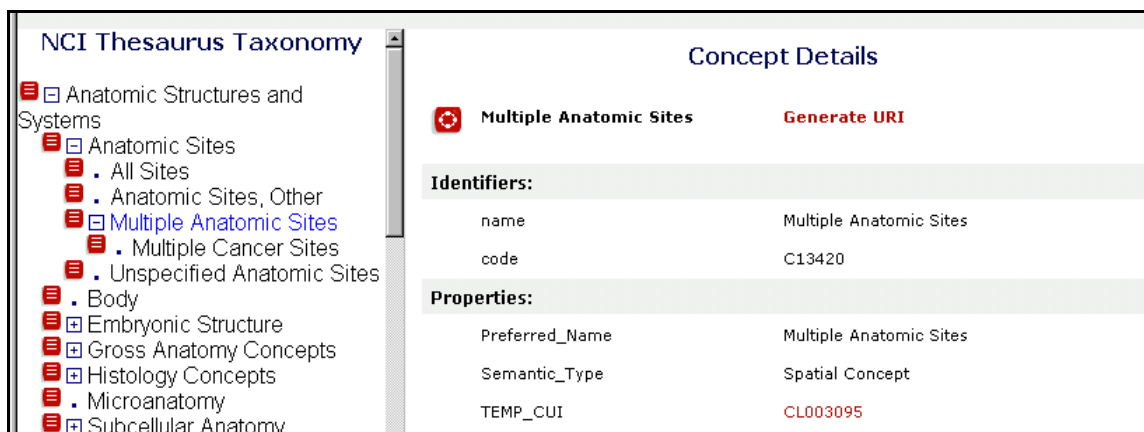 NCI Thesaurus Taxonomy
Anatomic Structures and
Systems
Anatomic Sites
All Sites
Anatomic Sites, Other
Multiple Anatomic Sites
Multiple Cancer Sites
Unspecified Anatomic Sites
Body
Embryonic Structure
Gross Anatomy Concepts
Histology Concepts
Microanatomy
Subcellular Anatomy
Concept Details
Multiple Anatomic Sites Generate URI
Identifiers:
name Multiple Anatomic Sites
code C13420
Properties:
Preferred_Name Multiple Anatomic Sites
Semantic_Type Spatial Concept
TEMP_CUI CL003095